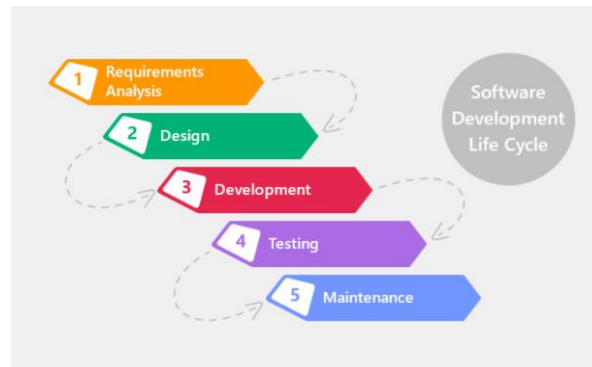 1
Requirements
Analysis
2
Design
3
Development
4
Testing
5
Maintenance
Software
Development
Life Cycle